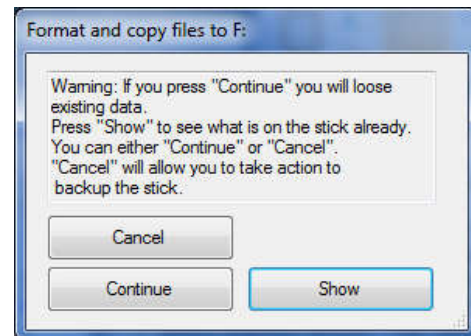 Format and copy files to F:
Warning: If you press "Continue" you will loose
existing data.
Press "Show" to see what is on the stick already.
You can either "Continue" or "Cancel".
"Cancel" will allow you to take action to
backup the stick.
Cancel
Continue
Show